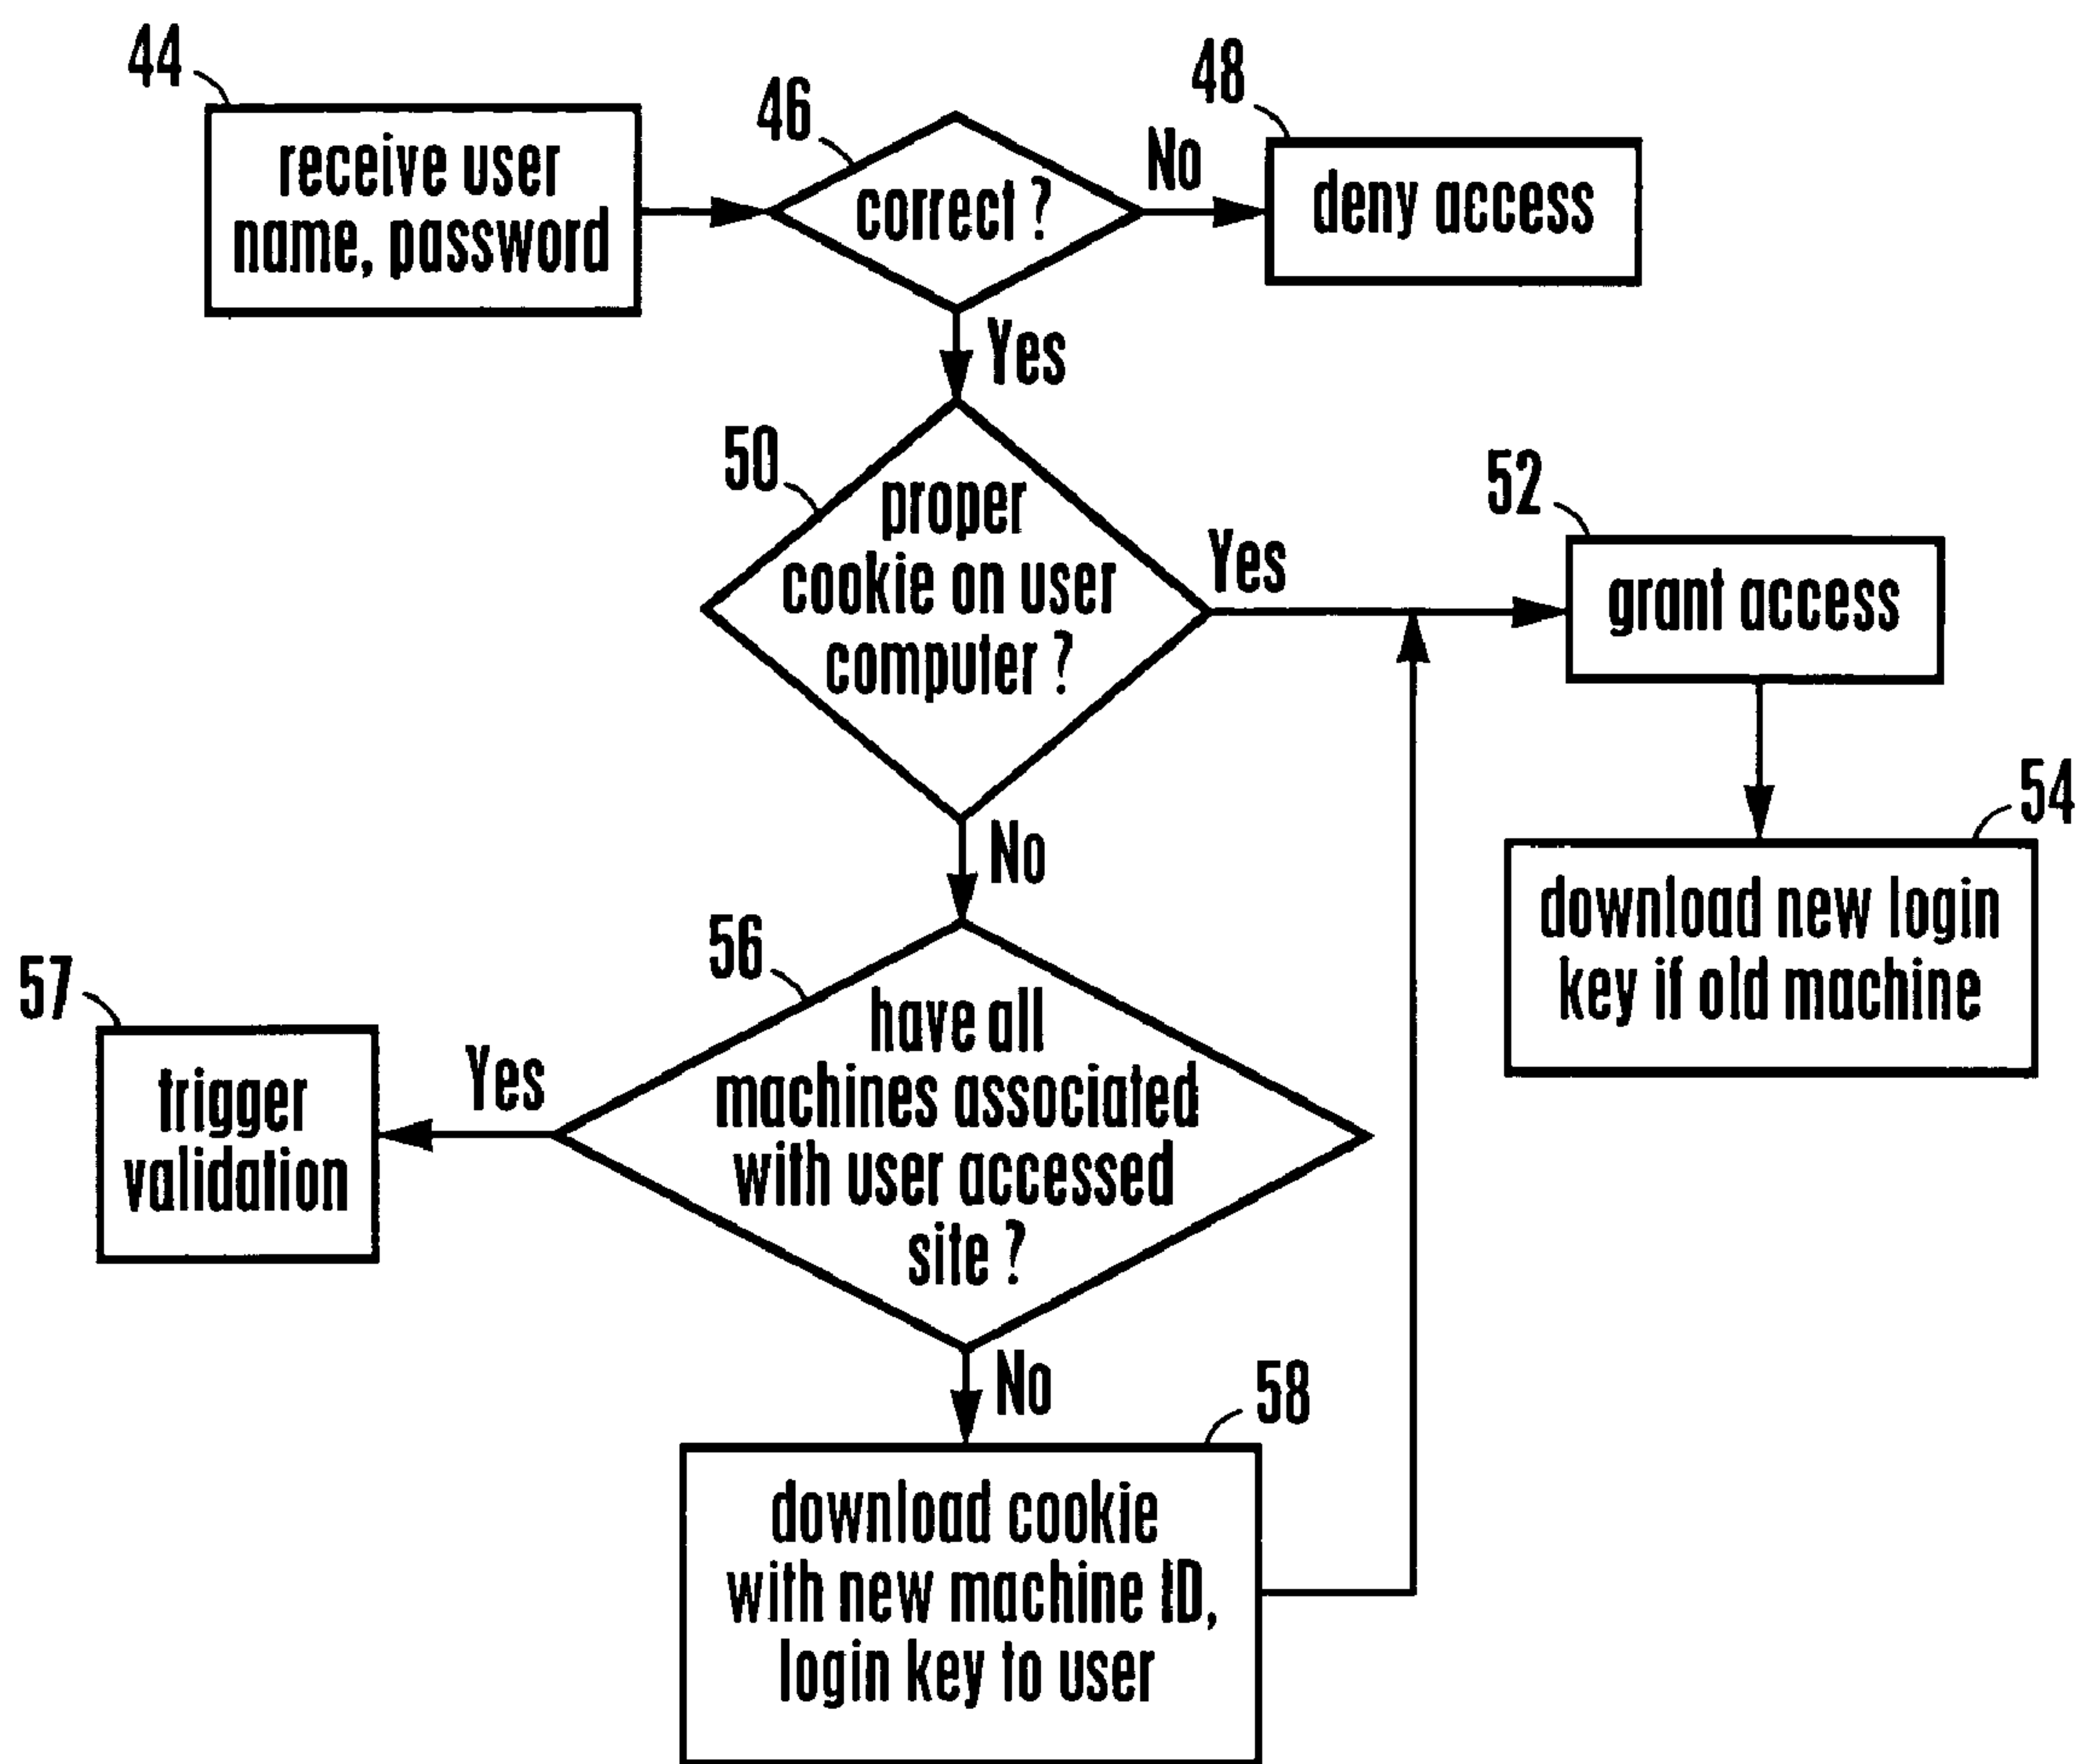 44
receive user
name, password
46
correct ?
No
48
deny access
Yes
50
proper
cookie on user
computer ?
Yes
52
grant access
54
download new login
key if old machine
No
56
have all
machines associated
with user accessed
site ?
Yes
57
trigger
validation
No
58
download cookie
with new machine ID,
login key to user